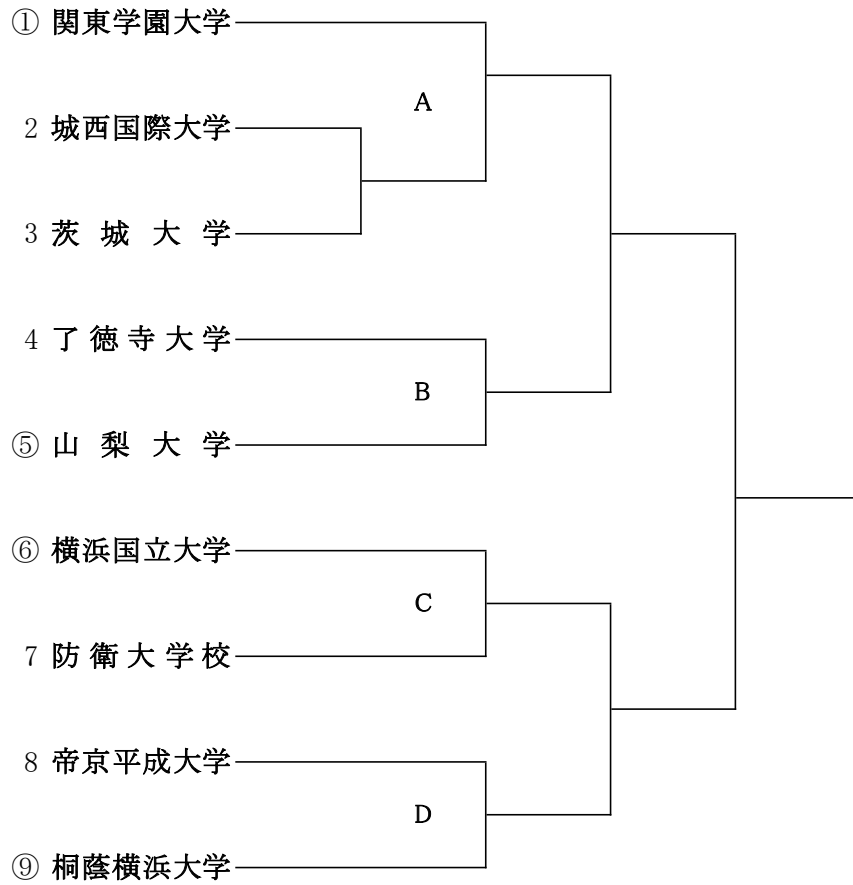 ① 関東学園大学
A
2 城西国際大学
3 茨城大学
4 了徳寺大学
B
⑤ 山梨大学
⑥ 横浜国立大学
C
7 防衛大学校
8 帝京平成大学
D
⑨ 桐蔭横浜大学